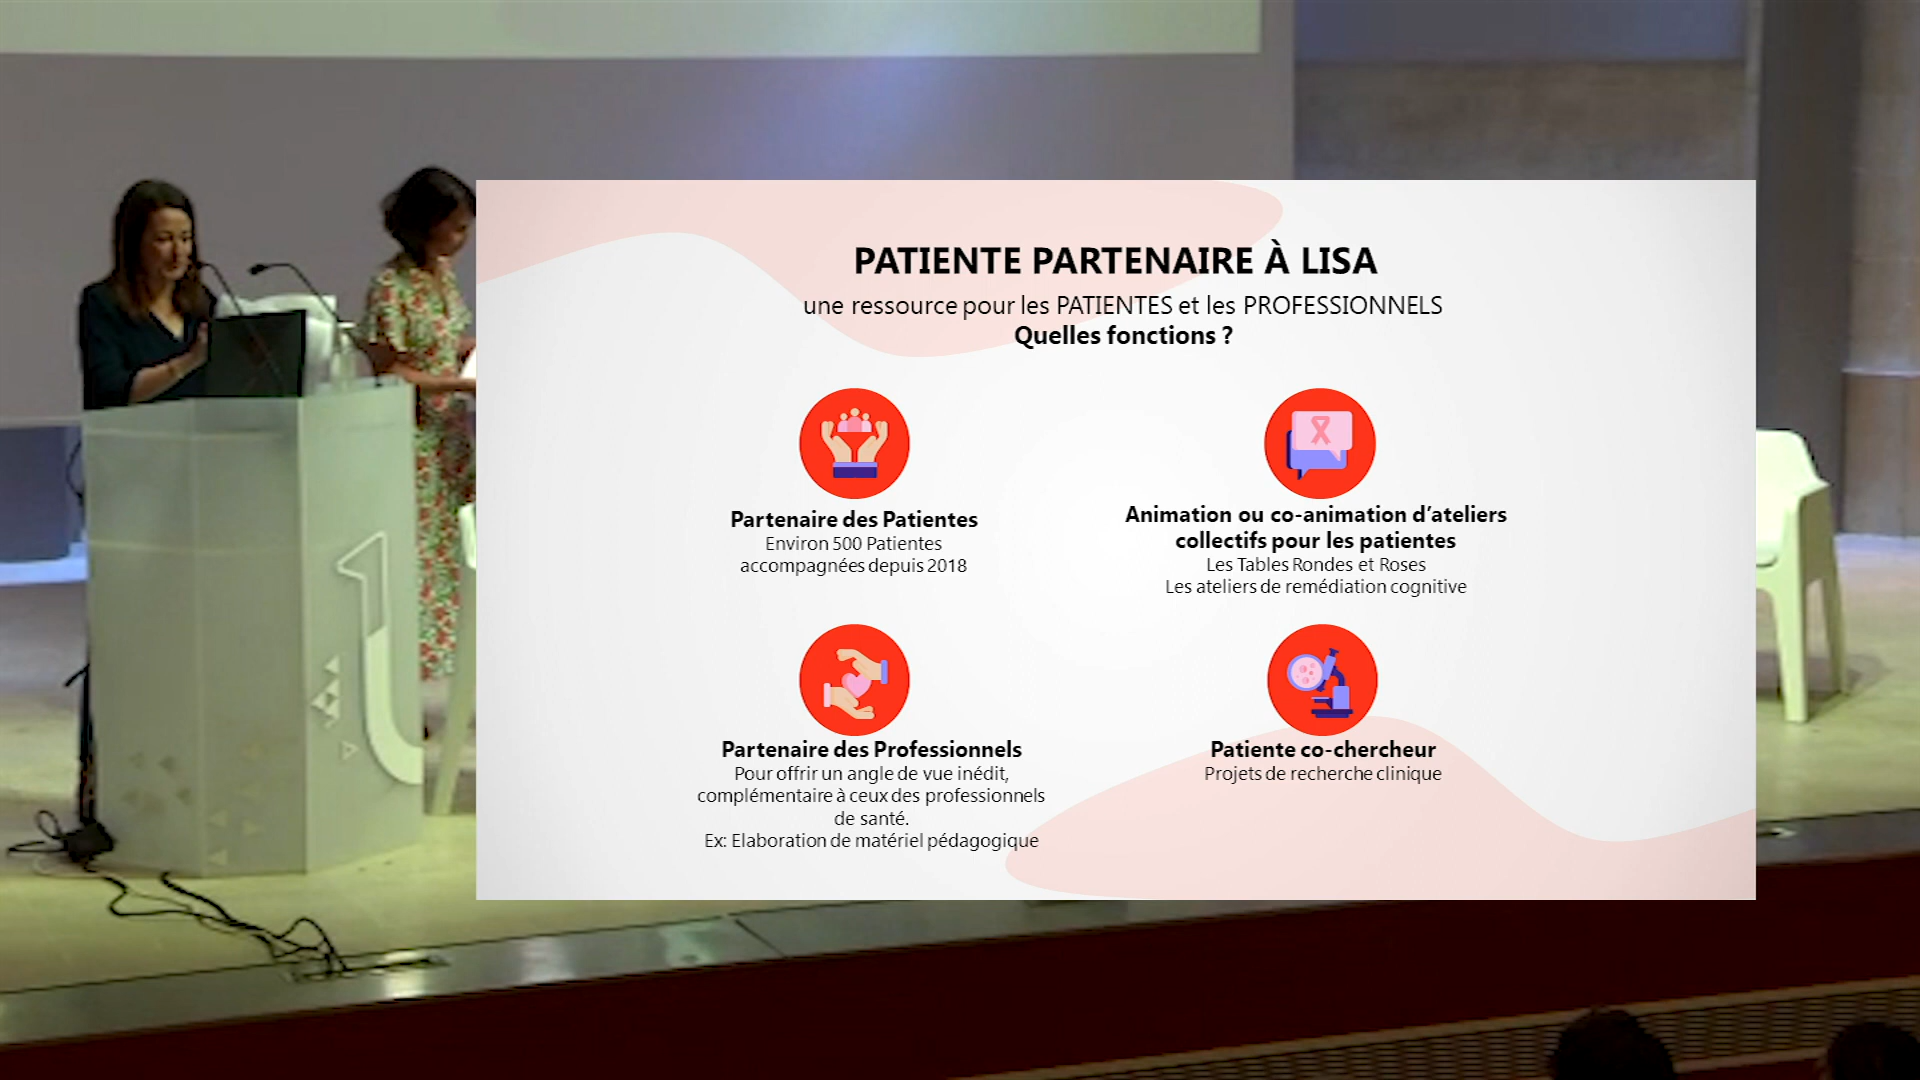 PATIENTE PARTENAIRE À LISA
une ressource pour les PATIENTES et les PROFESSIONNELS
Quelles fonctions ?
Partenaire des Patientes
Environ 500 Patientes
accompagnées depuis 2018
Animation ou co-animation d'ateliers
collectifs pour les patientes
Les Tables Rondes et Roses
Les ateliers de remédiation cognitive
Partenaire des Professionnels
Pour offrir un angle de vue inédit,
complémentaire à ceux des professionnels
de santé.
Ex: Elaboration de matériel pédagogique
Patiente co-chercheur
Projets de recherche clinique